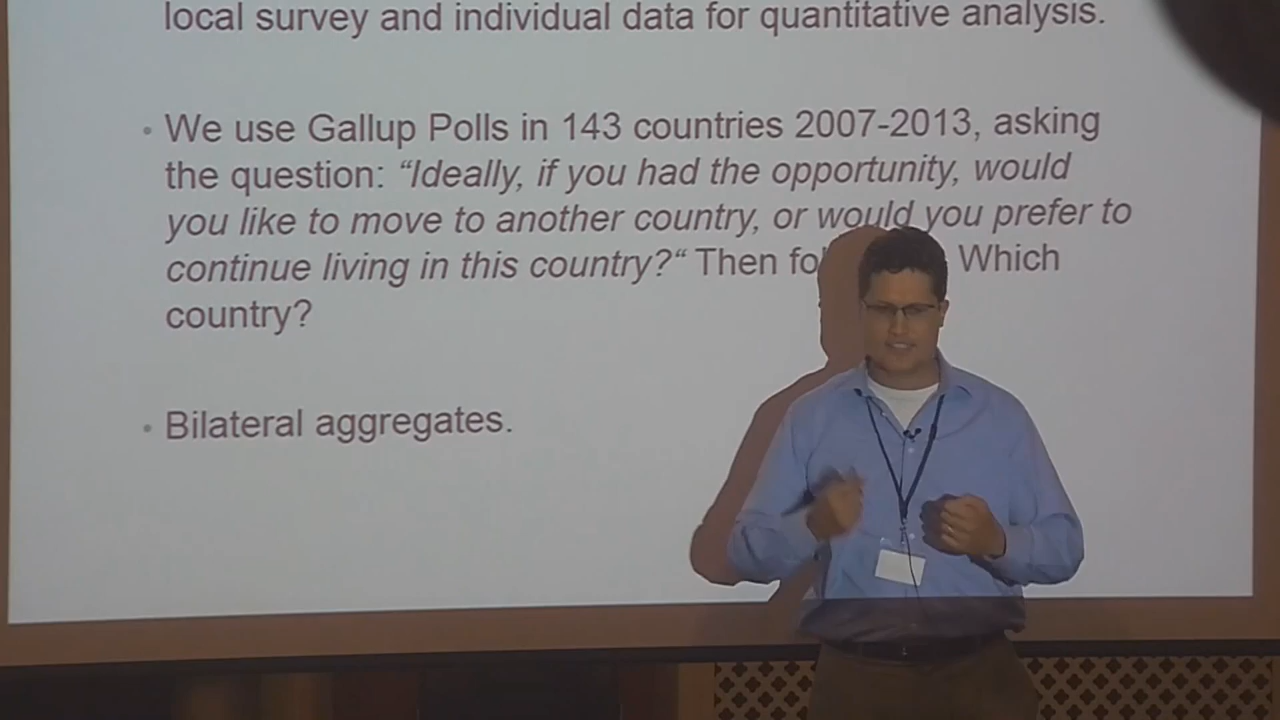 local survey and individual data for quantitative analysis.
• We use Gallup Polls in 143 countries 2007-2013, asking
the question: “Ideally, if you had the opportunity, would
you like to move to another country, or would you prefer to
continue living in this country?“ Then Which
country?
• Bilateral aggregates.